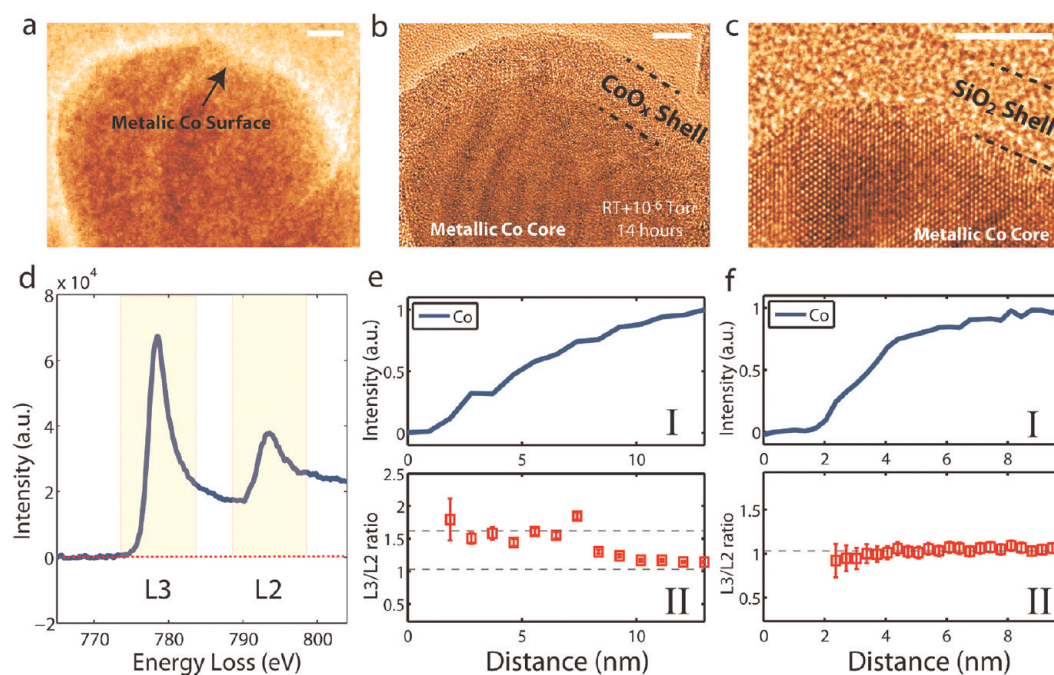 a
Metalic Co Surface
b
CoOx Shell
RT+10⁻⁶ Torr
14 hours
Metallic Co Core
c
SiO2 Shell
Metallic Co Core
d
x 10⁴
8
6
4
2
0
−2
Intensity (a.u.)
L3 L2
770 780 790 800
Energy Loss (eV)
e
Co
1
0.5
0
Intensity (a.u.)
I
0 5 10
2.5
2
1.5
1
0.5
L3/L2 ratio
II
0 5 10
Distance (nm)
f
Co
1
0.5
0
Intensity (a.u.)
I
0 2 4 6 8
2
1.5
1
0.5
L3/L2 ratio
II
0 2 4 6 8
Distance (nm)